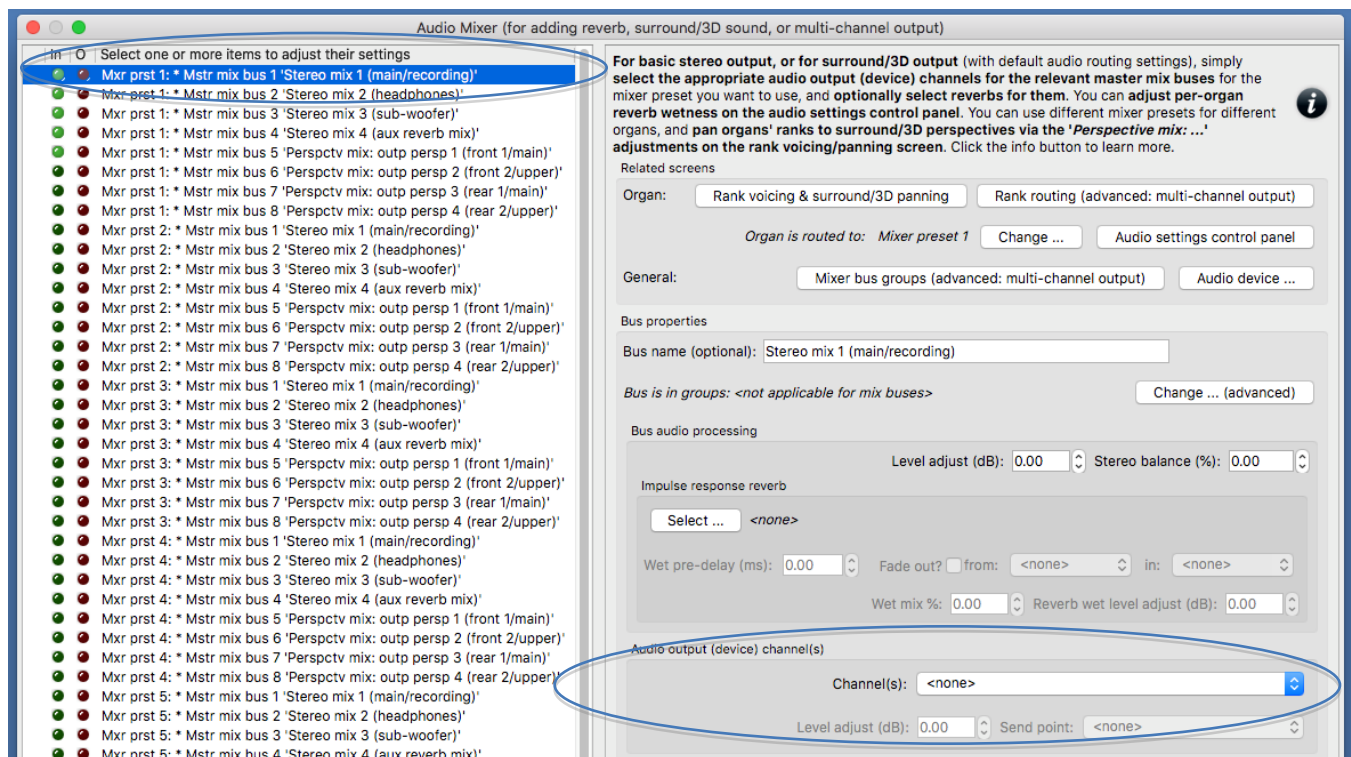 Audio Mixer (for adding reverb, surround/3D sound, or multi-channel output)
In O Select one or more items to adjust their settings
Mxr prst 1: * Mstr mix bus 1 'Stereo mix 1 (main/recording)'
Mxr prst 1: * Mstr mix bus 2 'Stereo mix 2 (headphones)'
Mxr prst 1: * Mstr mix bus 3 'Stereo mix 3 (sub-woofer)'
Mxr prst 1: * Mstr mix bus 4 'Stereo mix 4 (aux reverb mix)'
Mxr prst 1: * Mstr mix bus 5 'Perspctv mix: outp persp 1 (front 1/main)'
Mxr prst 1: * Mstr mix bus 6 'Perspctv mix: outp persp 2 (front 2/upper)'
Mxr prst 1: * Mstr mix bus 7 'Perspctv mix: outp persp 3 (rear 1/main)'
Mxr prst 1: * Mstr mix bus 8 'Perspctv mix: outp persp 4 (rear 2/upper)'
Mxr prst 2: * Mstr mix bus 1 'Stereo mix 1 (main/recording)'
Mxr prst 2: * Mstr mix bus 2 'Stereo mix 2 (headphones)'
Mxr prst 2: * Mstr mix bus 3 'Stereo mix 3 (sub-woofer)'
Mxr prst 2: * Mstr mix bus 4 'Stereo mix 4 (aux reverb mix)'
Mxr prst 2: * Mstr mix bus 5 'Perspctv mix: outp persp 1 (front 1/main)'
Mxr prst 2: * Mstr mix bus 6 'Perspctv mix: outp persp 2 (front 2/upper)'
Mxr prst 2: * Mstr mix bus 7 'Perspctv mix: outp persp 3 (rear 1/main)'
Mxr prst 2: * Mstr mix bus 8 'Perspctv mix: outp persp 4 (rear 2/upper)'
Mxr prst 3: * Mstr mix bus 1 'Stereo mix 1 (main/recording)'
Mxr prst 3: * Mstr mix bus 2 'Stereo mix 2 (headphones)'
Mxr prst 3: * Mstr mix bus 3 'Stereo mix 3 (sub-woofer)'
Mxr prst 3: * Mstr mix bus 4 'Stereo mix 4 (aux reverb mix)'
Mxr prst 3: * Mstr mix bus 5 'Perspctv mix: outp persp 1 (front 1/main)'
Mxr prst 3: * Mstr mix bus 6 'Perspctv mix: outp persp 2 (front 2/upper)'
Mxr prst 3: * Mstr mix bus 7 'Perspctv mix: outp persp 3 (rear 1/main)'
Mxr prst 3: * Mstr mix bus 8 'Perspctv mix: outp persp 4 (rear 2/upper)'
Mxr prst 4: * Mstr mix bus 1 'Stereo mix 1 (main/recording)'
Mxr prst 4: * Mstr mix bus 2 'Stereo mix 2 (headphones)'
Mxr prst 4: * Mstr mix bus 3 'Stereo mix 3 (sub-woofer)'
Mxr prst 4: * Mstr mix bus 4 'Stereo mix 4 (aux reverb mix)'
Mxr prst 4: * Mstr mix bus 5 'Perspctv mix: outp persp 1 (front 1/main)'
Mxr prst 4: * Mstr mix bus 6 'Perspctv mix: outp persp 2 (front 2/upper)'
Mxr prst 4: * Mstr mix bus 7 'Perspctv mix: outp persp 3 (rear 1/main)'
Mxr prst 4: * Mstr mix bus 8 'Perspctv mix: outp persp 4 (rear 2/upper)'
Mxr prst 5: * Mstr mix bus 1 'Stereo mix 1 (main/recording)'
Mxr prst 5: * Mstr mix bus 2 'Stereo mix 2 (headphones)'
Mxr prst 5: * Mstr mix bus 3 'Stereo mix 3 (sub-woofer)'
Mxr prst 5: * Mstr mix bus 4 'Stereo mix 4 (aux reverb mix)'
For basic stereo output, or for surround/3D output (with default audio routing settings), simply
select the appropriate audio output (device) channels for the relevant master mix buses for the
mixer preset you want to use, and optionally select reverbs for them. You can adjust per-organ
reverb wetness on the audio settings control panel. You can use different mixer presets for different
organs, and pan organs' ranks to surround/3D perspectives via the 'Perspective mix: ...'
adjustments on the rank voicing/panning screen. Click the info button to learn more.
Related screens
Organ: Rank voicing & surround/3D panning Rank routing (advanced: multi-channel output)
Organ is routed to: Mixer preset 1 Change ... Audio settings control panel
General: Mixer bus groups (advanced: multi-channel output) Audio device ...
Bus properties
Bus name (optional): Stereo mix 1 (main/recording)
Bus is in groups: <not applicable for mix buses> Change ... (advanced)
Bus audio processing
Level adjust (dB): 0.00 Stereo balance (%): 0.00
Impulse response reverb
Select ... <none>
Wet pre-delay (ms): 0.00 Fade out? from: <none> in: <none>
Wet mix %: 0.00 Reverb wet level adjust (dB): 0.00
Audio output (device) channel(s)
Channel(s): <none>
Level adjust (dB): 0.00 Send point: <none>